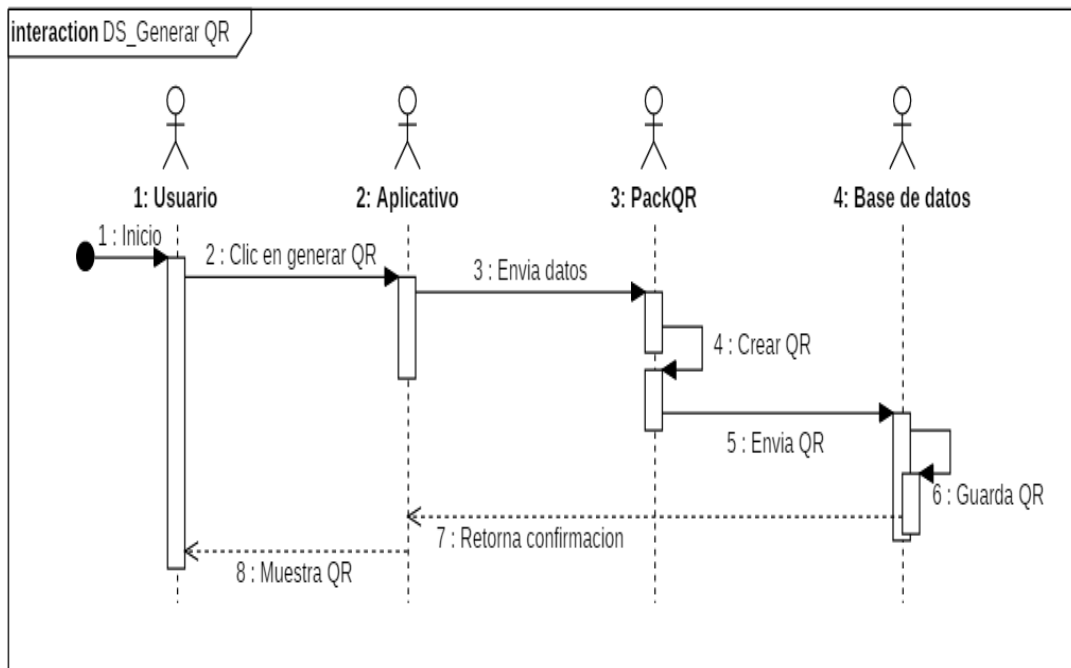 interaction DS_Generar QR
1: Usuario
2: Aplicativo
3: PackQR
4: Base de datos
1 : Inicio
2 : Clic en generar QR
3 : Envia datos
4 : Crear QR
5 : Envia QR
6 : Guarda QR
7 : Retorna confirmacion
8 : Muestra QR